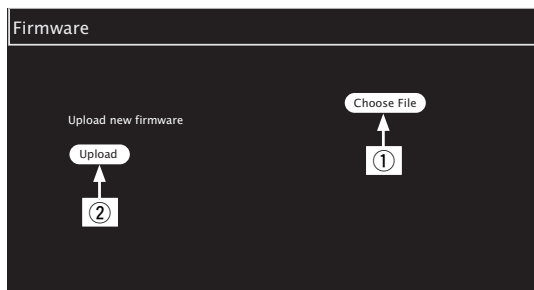 Firmware
Choose File
Upload new firmware
Upload
①
②